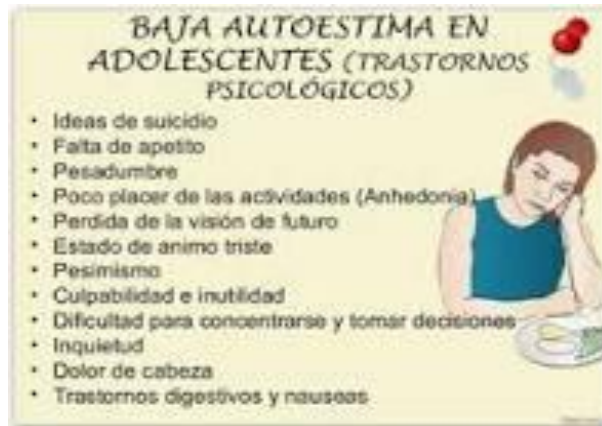 BAJA AUTOESTIMA EN
ADOLESCENTES (TRASTORNOS
PSICOLÓGICOS)
• Ideas de suicidio
• Falta de apetito
• Pesadumbre
• Poco placer de las actividades (Anhedonia)
• Perdida de la visión de futuro
• Estado de animo triste
• Pesimismo
• Culpabilidad e inutilidad
• Dificultad para concentrarse y tomar decisiones
• Inquietud
• Dolor de cabeza
• Trastornos digestivos y nauseas